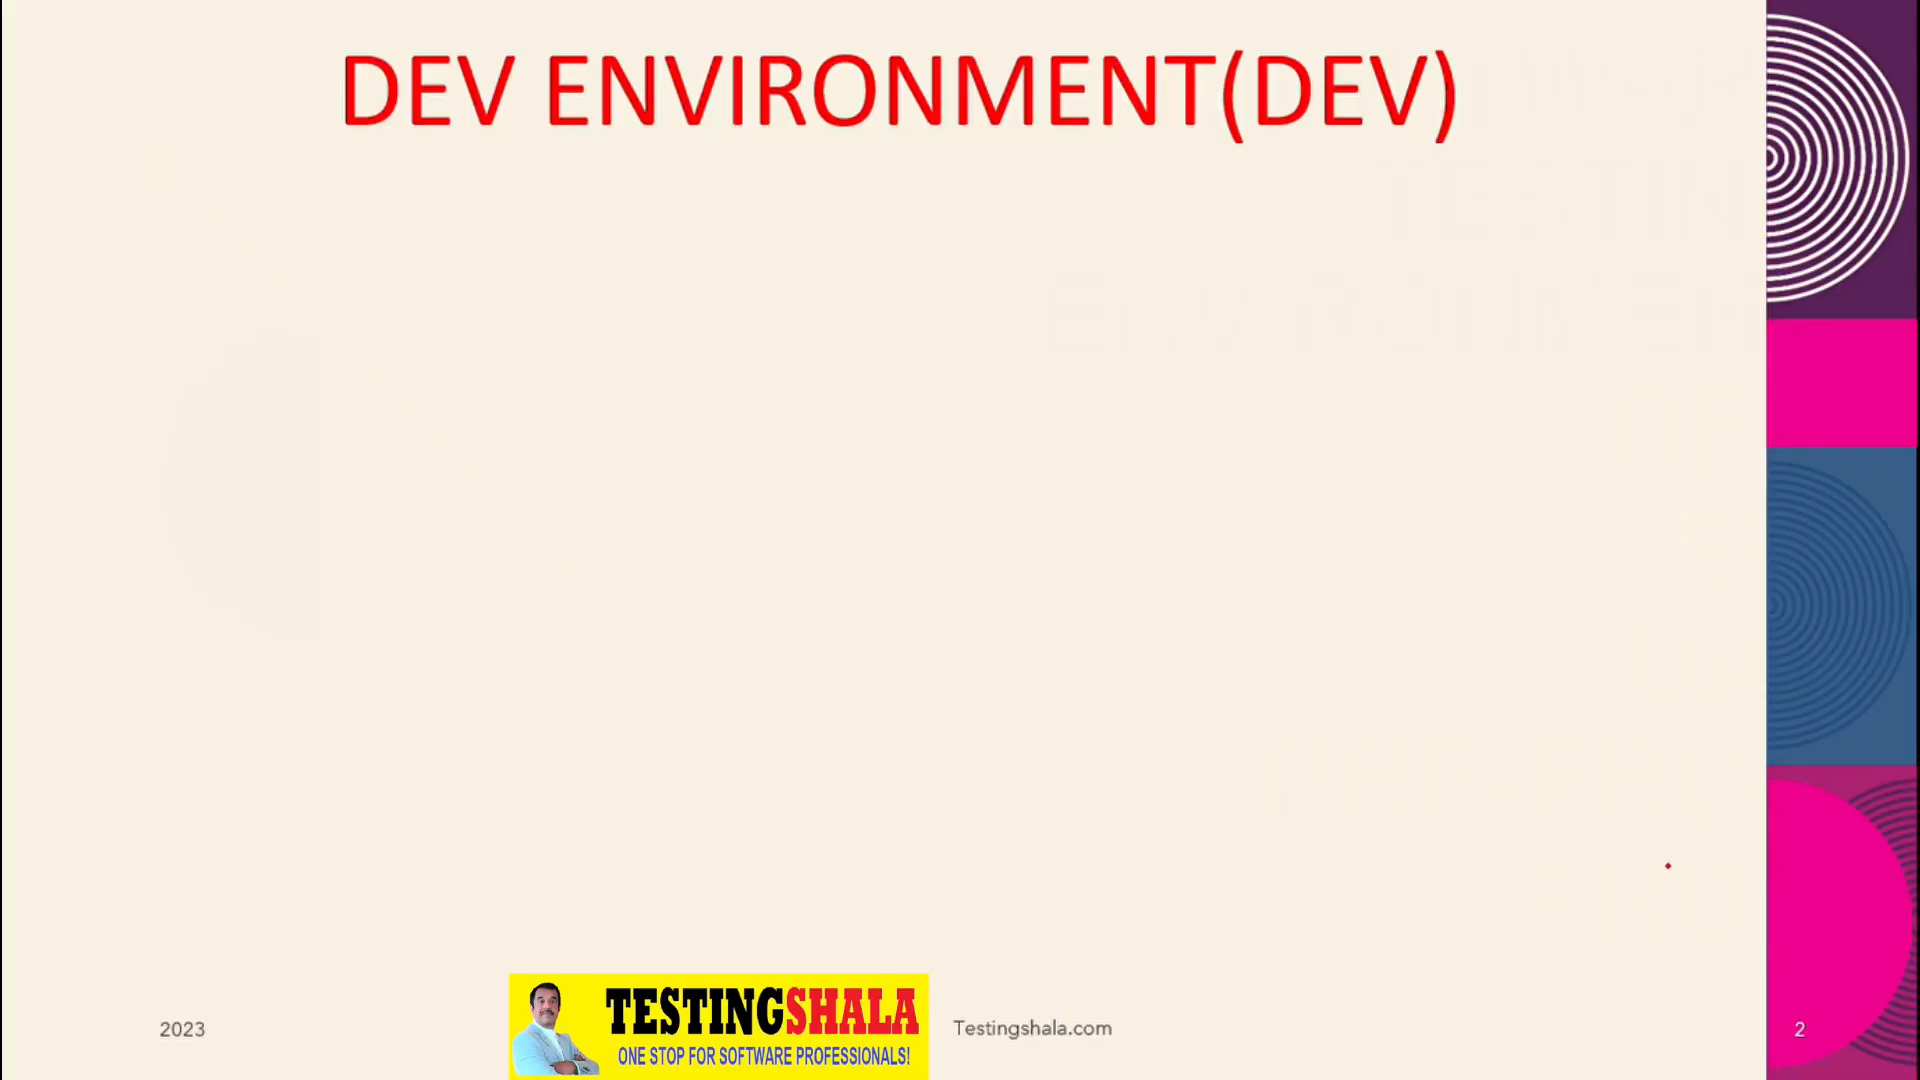 DEV ENVIRONMENT(DEV)
2023
TESTINGSHALA
ONE STOP FOR SOFTWARE PROFESSIONALS!
Testingshala.com
2